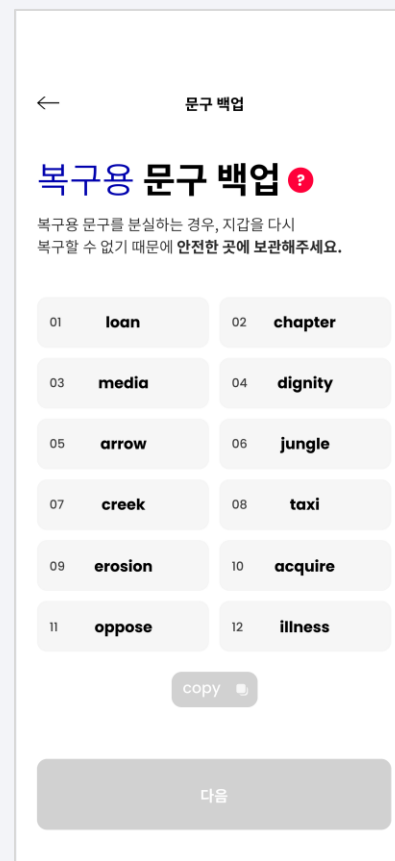 문구 백업
복구용 문구 백업 ?
복구용 문구를 분실하는 경우, 지갑을 다시
복구할 수 없기 때문에 안전한 곳에 보관해주세요.
01 loan 02 chapter
03 media 04 dignity
05 arrow 06 jungle
07 creek 08 taxi
09 erosion 10 acquire
11 oppose 12 illness
copy
다음